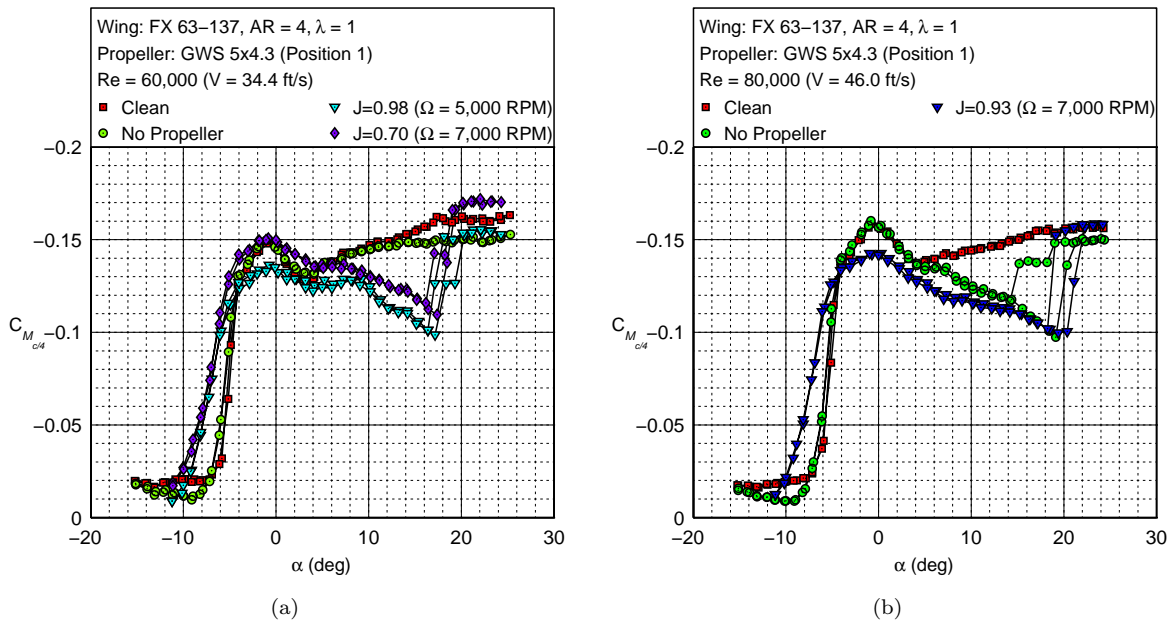 Wing: FX 63−137, AR = 4, λ = 1
Propeller: GWS 5x4.3 (Position 1)
Re = 60,000 (V = 34.4 ft/s)
Clean
J=0.98 (Ω = 5,000 RPM)
No Propeller
J=0.70 (Ω = 7,000 RPM)
−0.2
−0.15
−0.1
−0.05
0
C_{M_{c/4}}
−20 −10 0 10 20 30
α (deg)
(a)
Wing: FX 63−137, AR = 4, λ = 1
Propeller: GWS 5x4.3 (Position 1)
Re = 80,000 (V = 46.0 ft/s)
Clean
J=0.93 (Ω = 7,000 RPM)
No Propeller
−0.2
−0.15
−0.1
−0.05
0
C_{M_{c/4}}
−20 −10 0 10 20 30
α (deg)
(b)